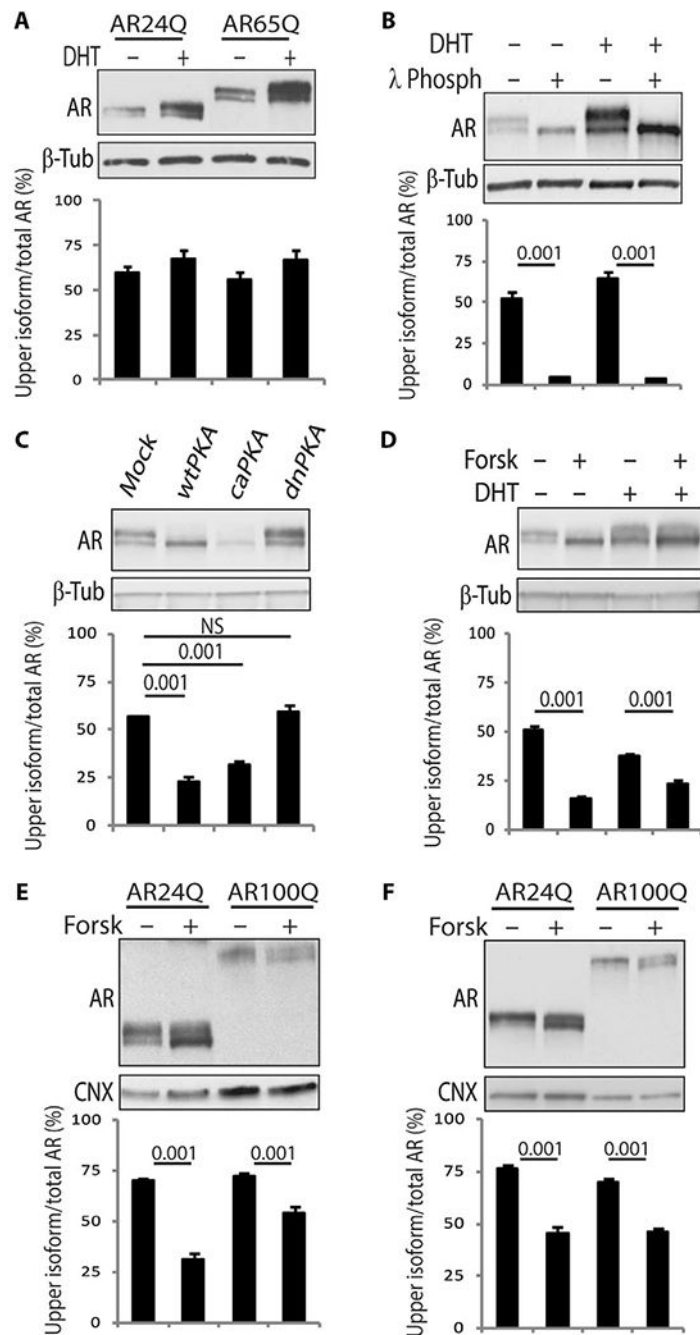 A
AR24Q AR65Q
DHT – + – +
AR
β-Tub
Upper isoform/total AR (%)
100
75
50
25
0
B
DHT – – + +
λ Phosph – + – +
AR
β-Tub
Upper isoform/total AR (%)
100
75
50
25
0
0.001 0.001
C
Mock wtPKA caPKA dnPKA
AR
β-Tub
Upper isoform/total AR (%)
100
75
50
25
0
NS
0.001
0.001
D
Forsk – + – +
DHT – – + +
AR
β-Tub
Upper isoform/total AR (%)
100
75
50
25
0
0.001 0.001
E
AR24Q AR100Q
Forsk – + – +
AR
CNX
Upper isoform/total AR (%)
100
75
50
25
0
0.001 0.001
F
AR24Q AR100Q
Forsk – + – +
AR
CNX
Upper isoform/total AR (%)
100
75
50
25
0
0.001 0.001